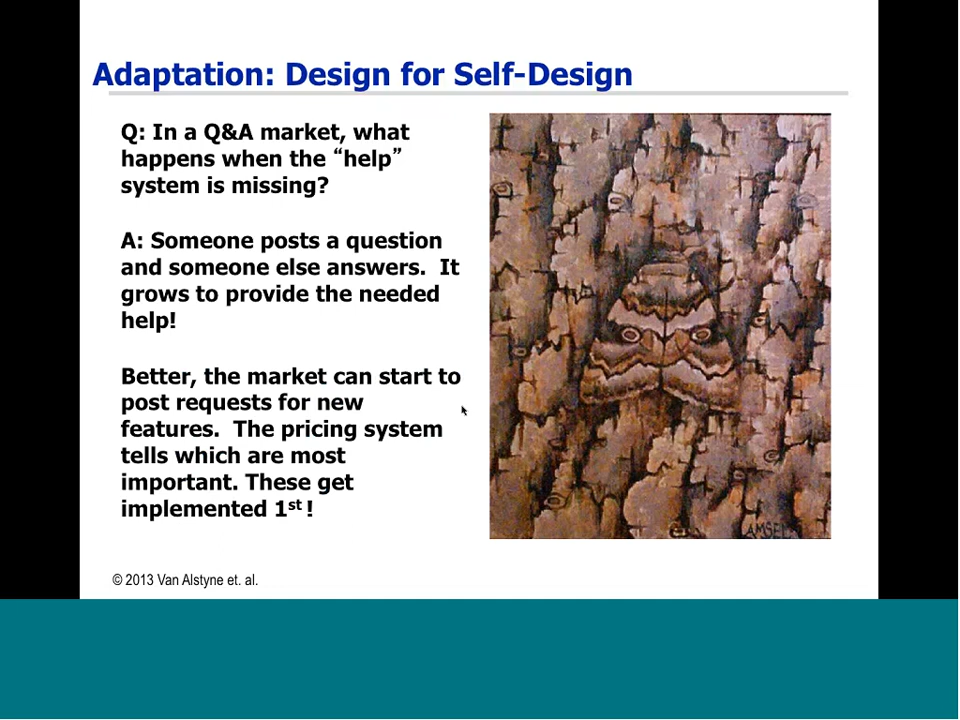 Adaptation: Design for Self-Design
Q: In a Q&A market, what
happens when the “help”
system is missing?
A: Someone posts a question
and someone else answers.  It
grows to provide the needed
help!
Better, the market can start to
post requests for new
features.  The pricing system
tells which are most
important. These get
implemented 1st !
AMSEL
© 2013 Van Alstyne et. al.